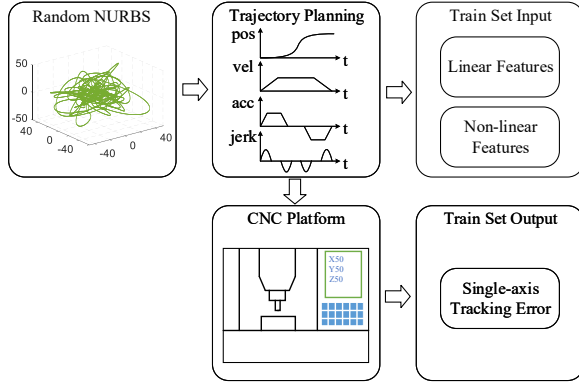 Random NURBS
50
0
-50
40
0
-40
-40
0
40
Trajectory Planning
pos
t
vel
t
acc
t
jerk
t
Train Set Input
Linear Features
Non-linear
Features
CNC Platform
X50
Y50
Z50
Train Set Output
Single-axis
Tracking Error